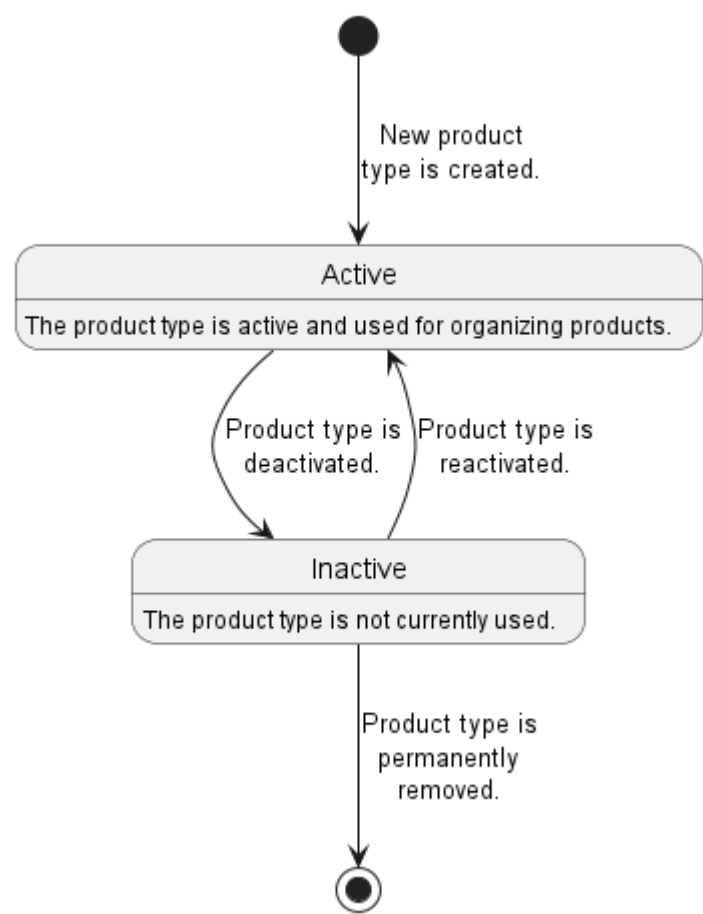 New product
type is created.
Active
The product type is active and used for organizing products.
Product type is
deactivated.
Product type is
reactivated.
Inactive
The product type is not currently used.
Product type is
permanently
removed.